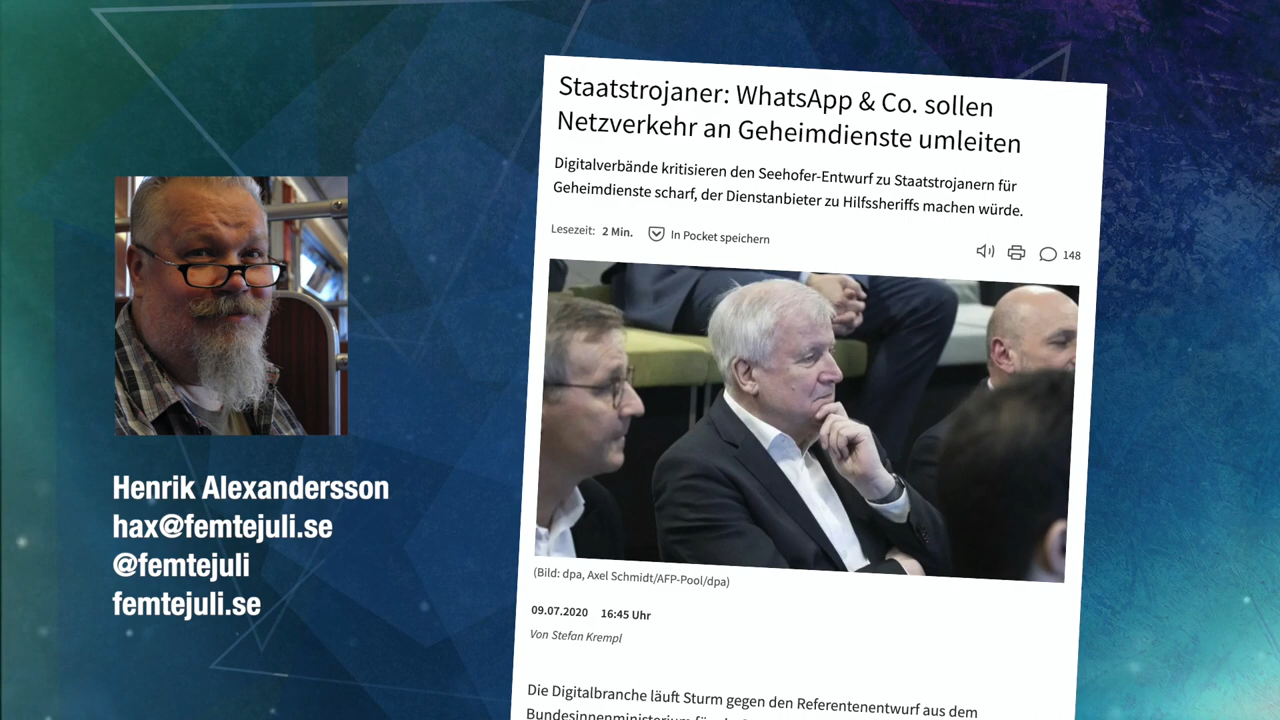 Henrik Alexandersson
hax@femtejuli.se
@femtejuli
femtejuli.se
Staatstrojaner: WhatsApp & Co. sollen
Netzverkehr an Geheimdienste umleiten
Digitalverbände kritisieren den Seehofer-Entwurf zu Staatstrojanern für
Geheimdienste scharf, der Dienstanbieter zu Hilfssheriffs machen würde.
Lesezeit: 2 Min. In Pocket speichern 148
(Bild: dpa, Axel Schmidt/AFP-Pool/dpa)
09.07.2020 16:45 Uhr
Von Stefan Krempl
Die Digitalbranche läuft Sturm gegen den Referentenentwurf aus dem
Bundesinnenministerium